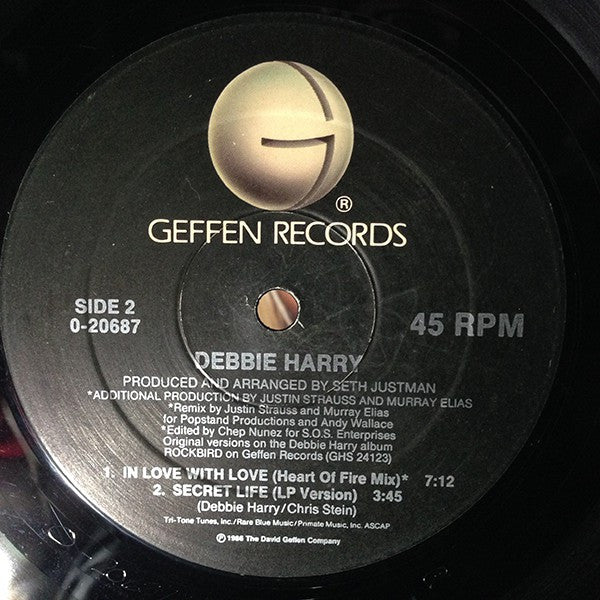 G
®
GEFFEN RECORDS
SIDE 2
0-20687
45 RPM
DEBBIE HARRY
PRODUCED AND ARRANGED BY SETH JUSTMAN
*ADDITIONAL PRODUCTION BY JUSTIN STRAUSS AND MURRAY ELIAS
*Remix by Justin Strauss and Murray Elias
for Popstand Productions and Andy Wallace
*Edited by Chep Nunez for S.O.S. Enterprises
Original versions on the Debbie Harry album
ROCKBIRD on Geffen Records (GHS 24123)
1. IN LOVE WITH LOVE (Heart Of Fire Mix)* 7:12
2. SECRET LIFE (LP Version) 3:45
(Debbie Harry/Chris Stein)
Tri-Tone Tunes, Inc./Rare Blue Music/Primate Music, Inc. ASCAP
℗ 1986 The David Geffen Company